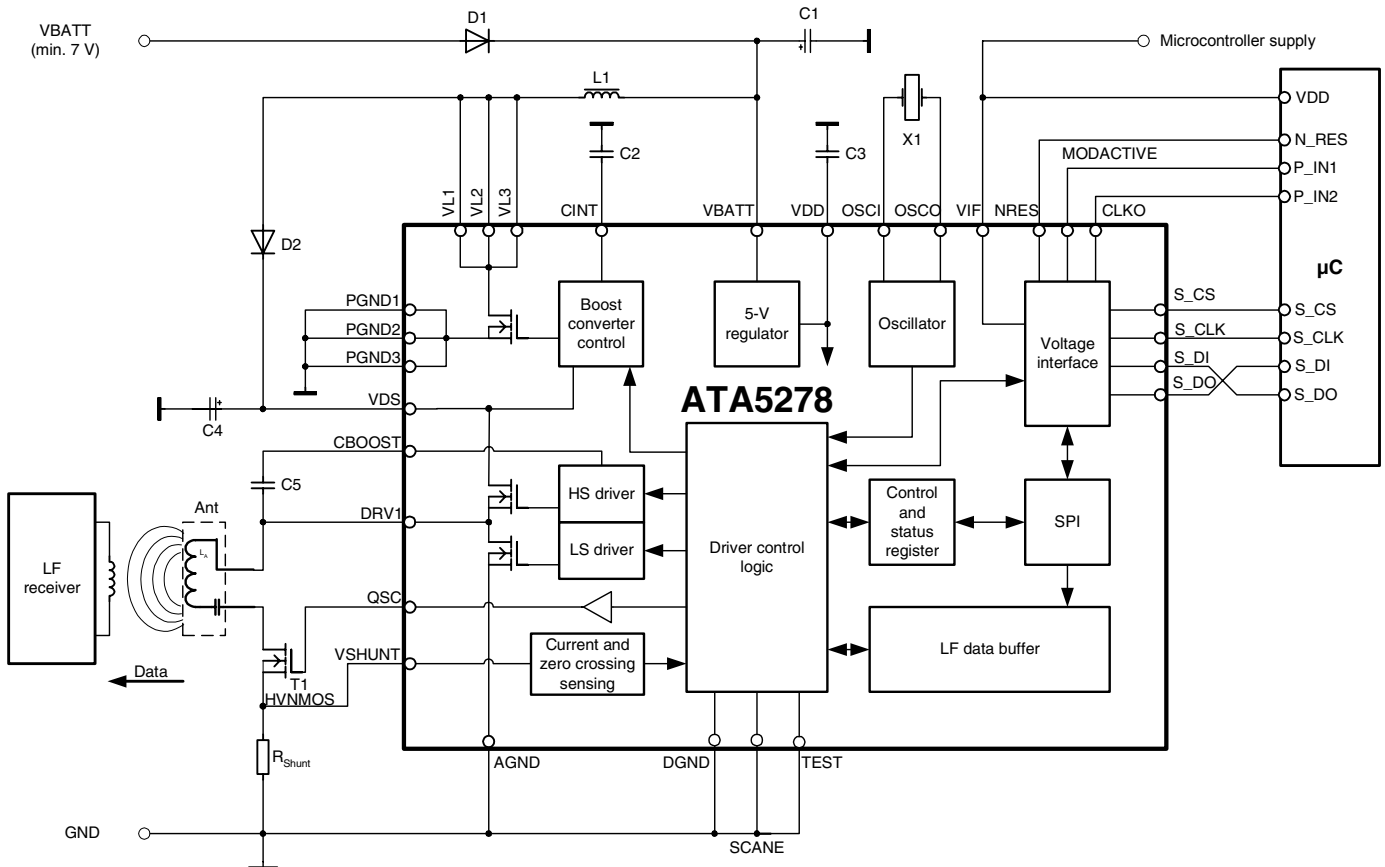 VBATT
(min. 7 V)
D1
C1
Microcontroller supply
L1
C2
C3
X1
VDD
N_RES
MODACTIVE
P_IN1
P_IN2
VL1
VL2
VL3
CINT
VBATT
VDD
OSCI
OSCO
VIF
NRES
CLKO
D2
µC
PGND1
PGND2
PGND3
Boost
converter
control
5-V
regulator
Oscillator
Voltage
interface
S_CS
S_CLK
S_DI
S_DO
S_CS
S_CLK
S_DI
S_DO
ATA5278
VDS
C4
CBOOST
C5
Ant
DRV1
HS driver
LS driver
Driver control
logic
Control
and
status
register
SPI
LF
receiver
LA
QSC
VSHUNT
Current and
zero crossing
sensing
LF data buffer
Data
T1
HVNMOS
RShunt
AGND
DGND
TEST
GND
SCANE